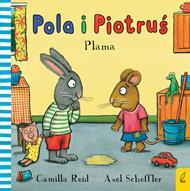 Pola i Piotruś
Plama
Camilla Reid Axel Scheffler